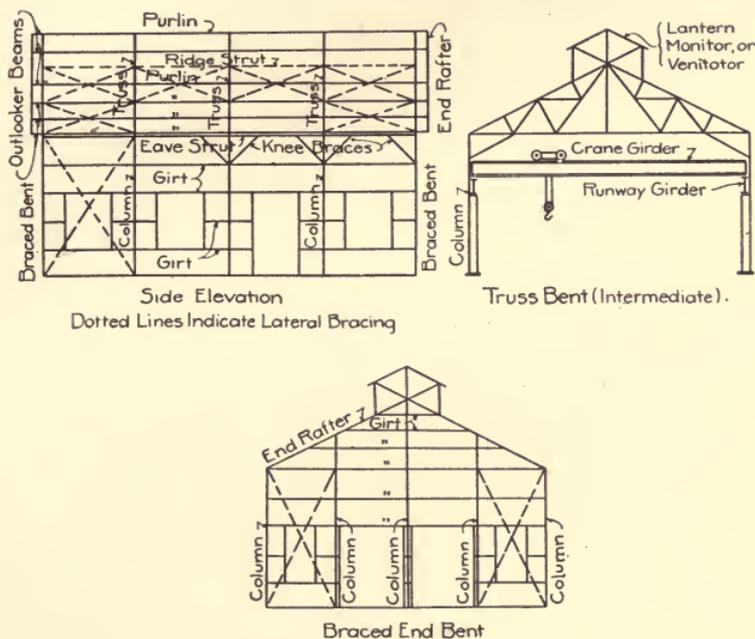 Purlin
Outlooker Beams
Ridge Strut
Purlin
"
"
Truss
Truss
Truss
End Rafter
Eave Strut
Knee Braces
Girt
Girt
Braced Bent
Column
Column
Braced Bent
Side Elevation
Dotted Lines Indicate Lateral Bracing
Lantern
Monitor, or
Venitotor
Crane Girder
Runway Girder
Column
Truss Bent (Intermediate).
End Rafter
Girt
"
"
"
"
Column
Column
Column
Column
Column
Braced End Bent